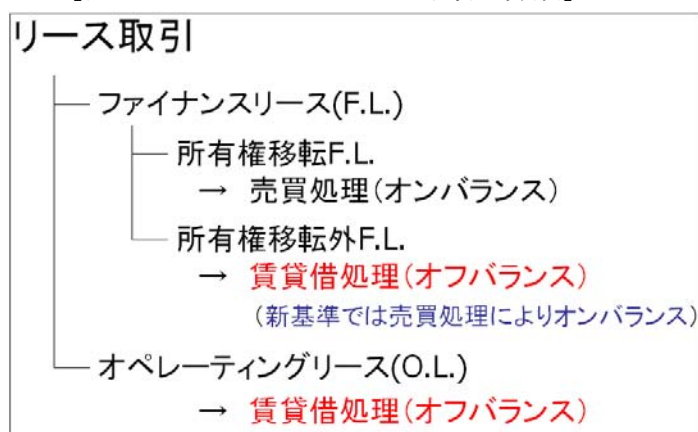 リース取引
ファイナンスリース(F.L.)
所有権移転F.L.
→ 売買処理(オンバランス)
所有権移転外F.L.
→ 賃貸借処理(オフバランス)
(新基準では売買処理によりオンバランス)
オペレーティングリース(O.L.)
→ 賃貸借処理(オフバランス)